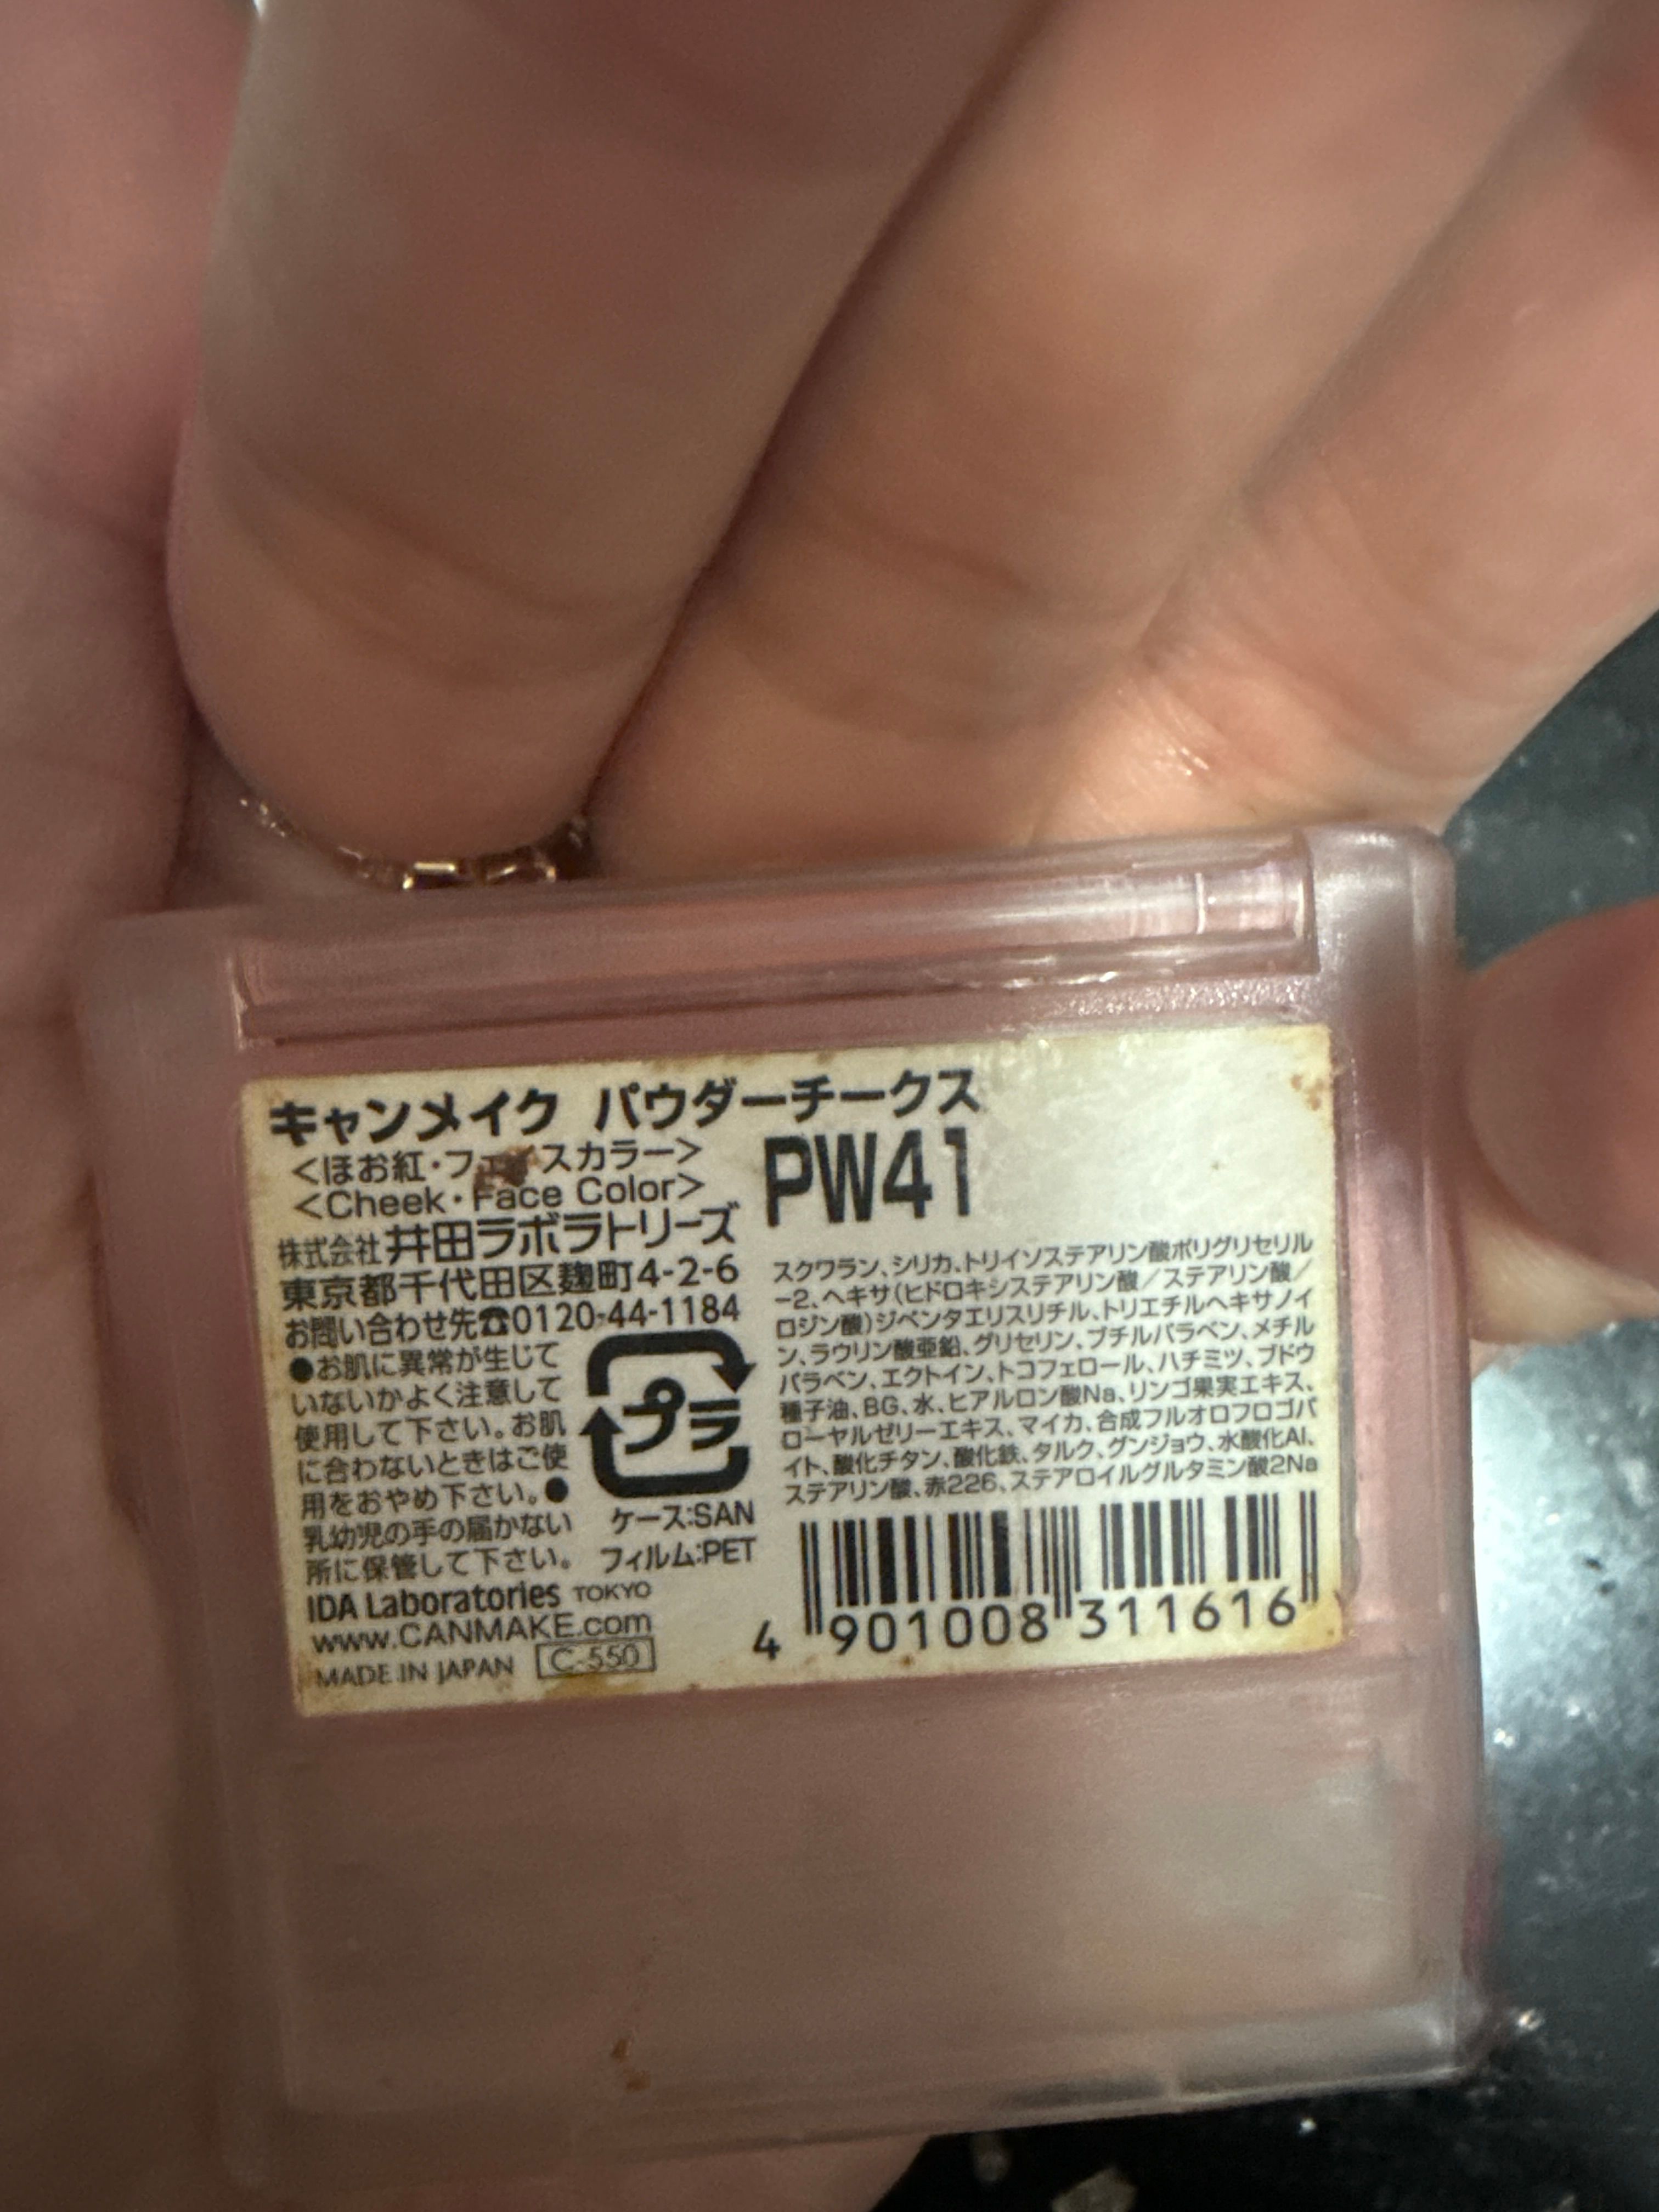 キャンメイク パウダーチークス
<ほお紅・フェイスカラー>
<Cheek・Face Color>
PW41
株式会社 井田ラボラトリーズ
東京都千代田区麹町4-2-6
お問い合わせ先☎0120-44-1184
●お肌に異常が生じて
いないかよく注意して
使用して下さい。お肌
に合わないときはご使
用をおやめ下さい。●
乳幼児の手の届かない
所に保管して下さい。
プラ
ケース:SAN
フィルム:PET
IDA Laboratories TOKYO
www.CANMAKE.com
MADE IN JAPAN C-550
スクワラン、シリカ、トリイソステアリン酸ポリグリセリル
-2、ヘキサ(ヒドロキシステアリン酸/ステアリン酸/
ロジン酸)ジペンタエリスリチル、トリエチルヘキサノイ
ン、ラウリン酸亜鉛、グリセリン、ブチルパラベン、メチル
パラベン、エクトイン、トコフェロール、ハチミツ、ブドウ
種子油、BG、水、ヒアルロン酸Na、リンゴ果実エキス、
ローヤルゼリーエキス、マイカ、合成フルオロフロゴパ
イト、酸化チタン、酸化鉄、タルク、グンジョウ、水酸化Al、
ステアリン酸、赤226、ステアロイルグルタミン酸2Na
4 901008 311616